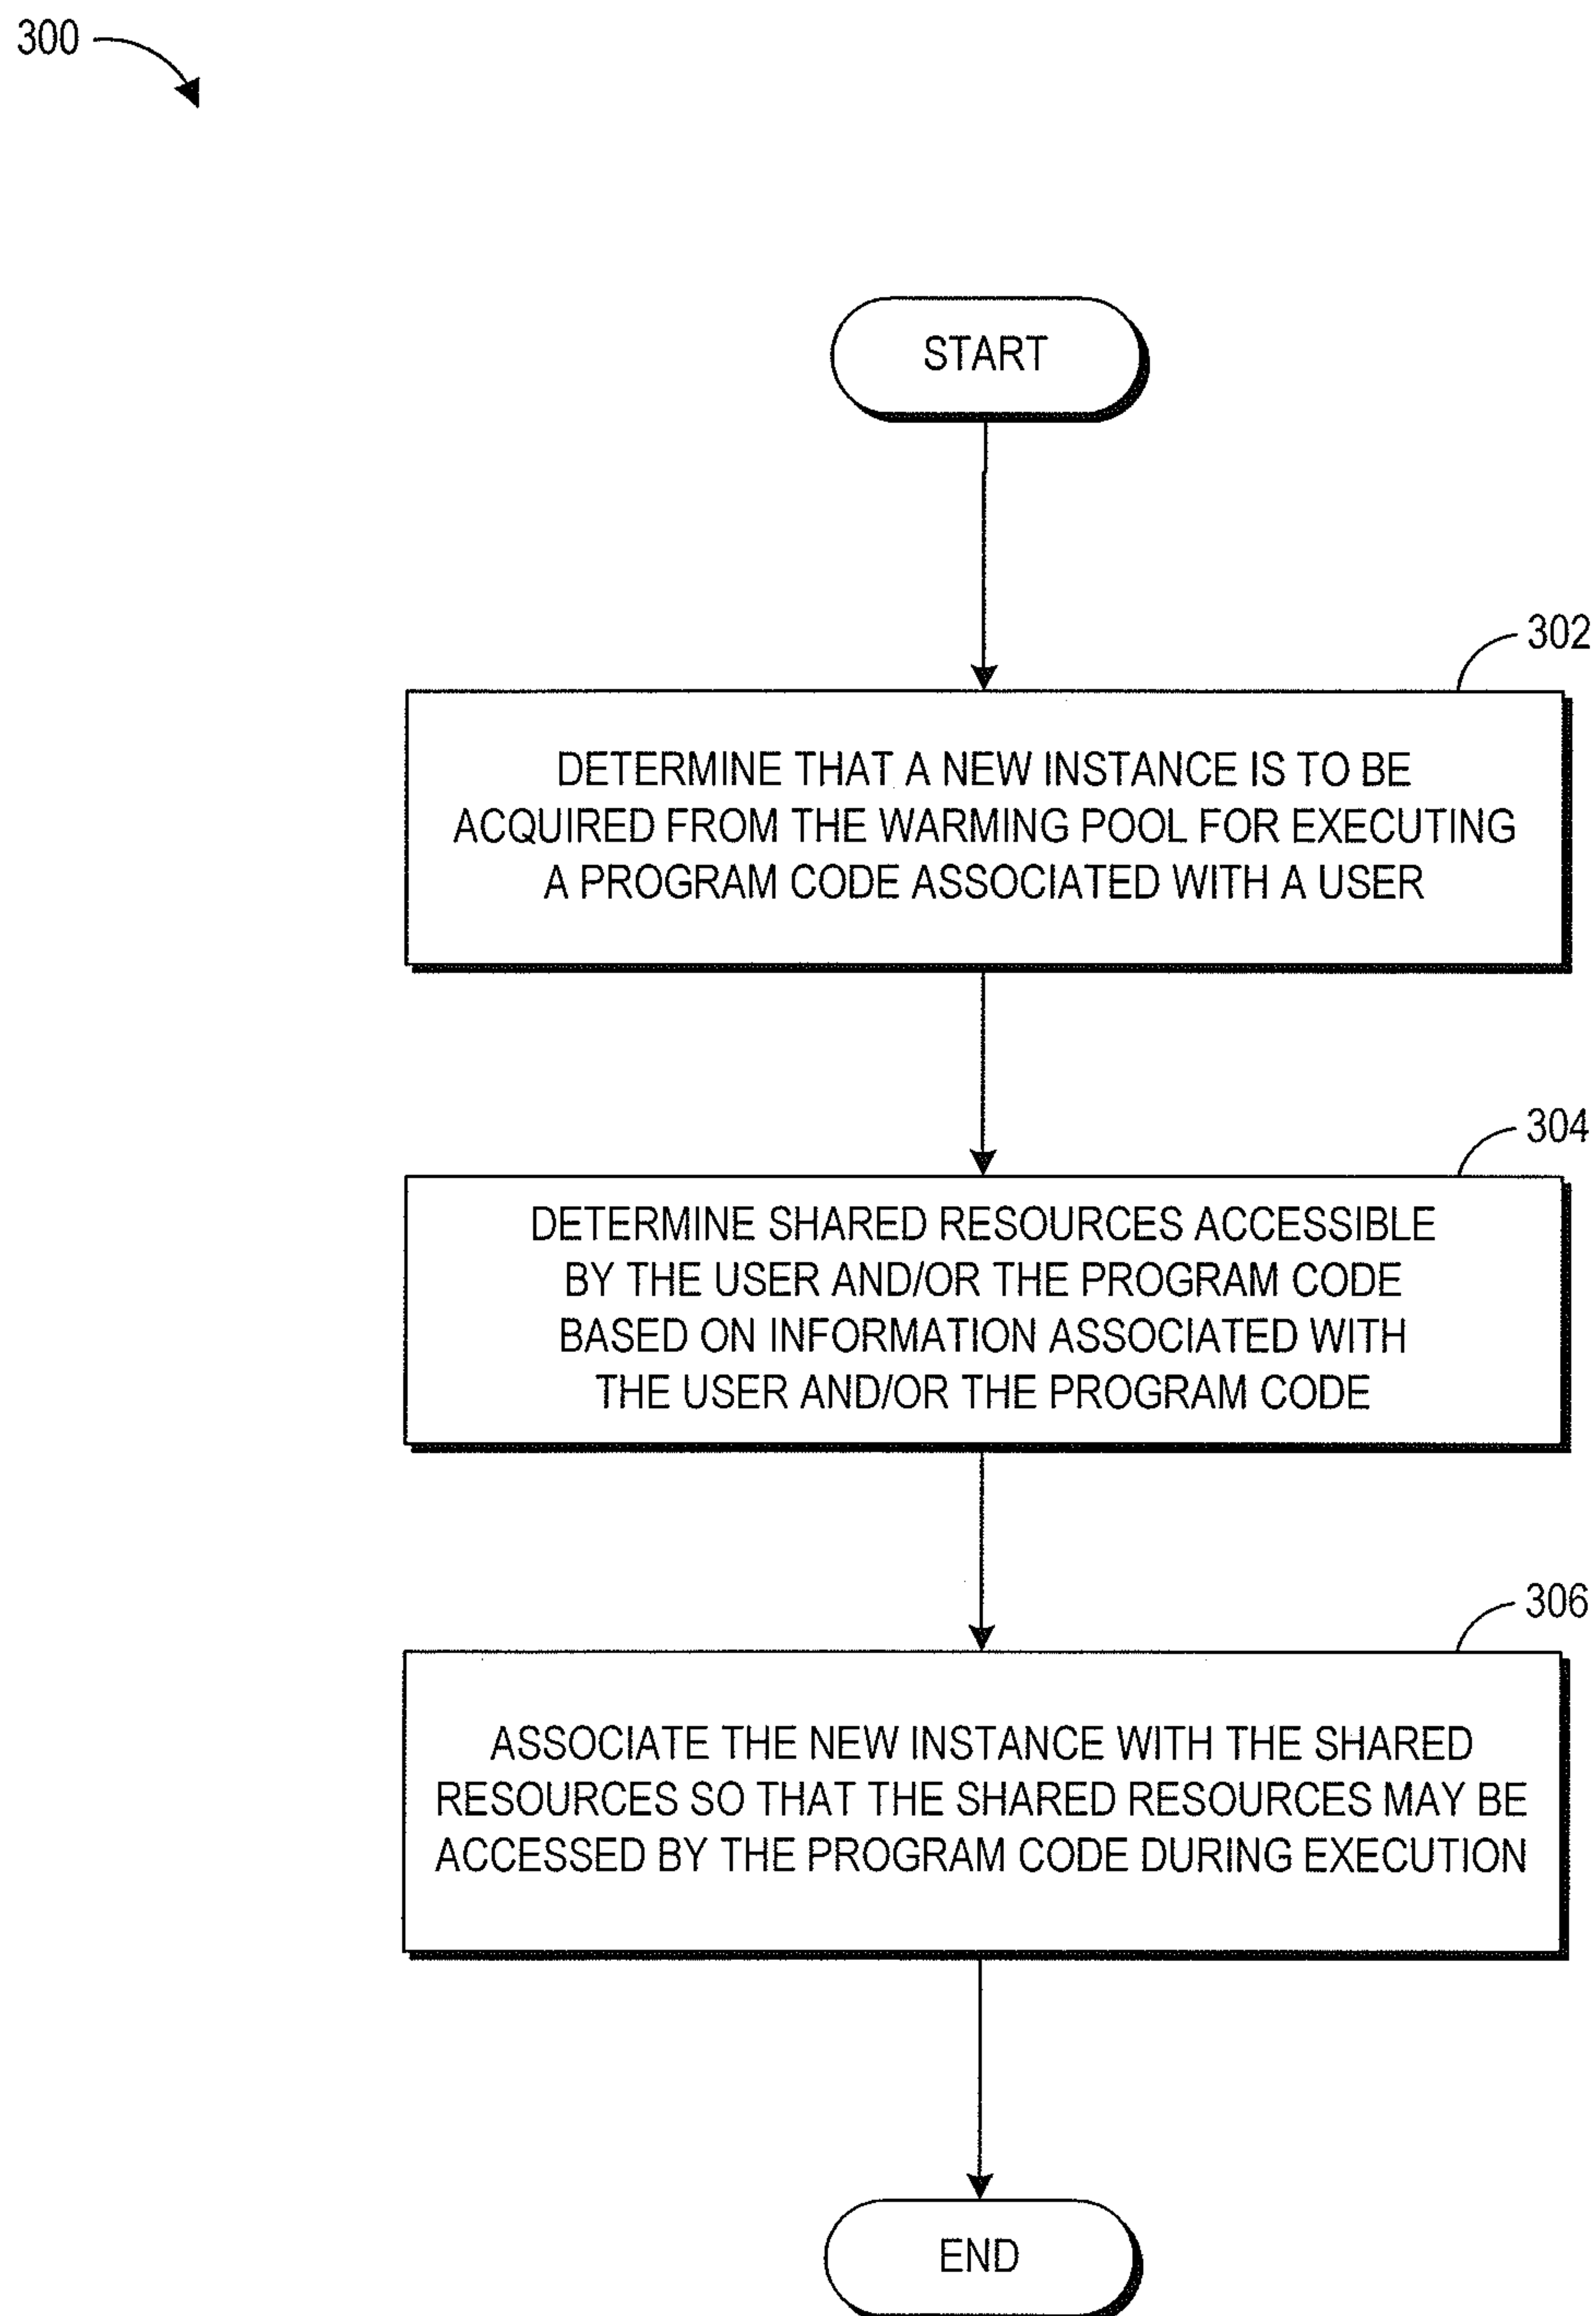 300
START
302
DETERMINE THAT A NEW INSTANCE IS TO BE
ACQUIRED FROM THE WARMING POOL FOR EXECUTING
A PROGRAM CODE ASSOCIATED WITH A USER
304
DETERMINE SHARED RESOURCES ACCESSIBLE
BY THE USER AND/OR THE PROGRAM CODE
BASED ON INFORMATION ASSOCIATED WITH
THE USER AND/OR THE PROGRAM CODE
306
ASSOCIATE THE NEW INSTANCE WITH THE SHARED
RESOURCES SO THAT THE SHARED RESOURCES MAY BE
ACCESSED BY THE PROGRAM CODE DURING EXECUTION
END